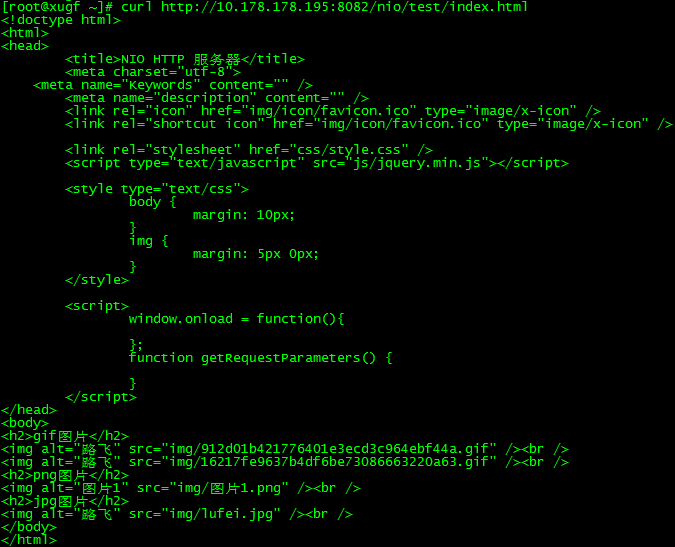 [root@xugf ~]# curl http://10.178.178.195:8082/nio/test/index.html
<!doctype html>
<html>
<head>
<title>NIO HTTP 服务器</title>
<meta charset="utf-8">
<meta name="Keywords" content="" />
<meta name="description" content="" />
<link rel="icon" href="img/icon/favicon.ico" type="image/x-icon" />
<link rel="shortcut icon" href="img/icon/favicon.ico" type="image/x-icon" />
<link rel="stylesheet" href="css/style.css" />
<script type="text/javascript" src="js/jquery.min.js"></script>
<style type="text/css">
body {
margin: 10px;
}
img {
margin: 5px 0px;
}
</style>
<script>
window.onload = function(){
};
function getRequestParameters() {
}
</script>
</head>
<body>
<h2>gif图片</h2>
<img alt="路飞" src="img/912d01b421776401e3ecd3c964ebf44a.gif" /><br />
<img alt="路飞" src="img/16217fe9637b4df6be73086663220a63.gif" /><br />
<h2>png图片</h2>
<img alt="图片1" src="img/图片1.png" /><br />
<h2>jpg图片</h2>
<img alt="路飞" src="img/lufei.jpg" /><br />
</body>
</html>